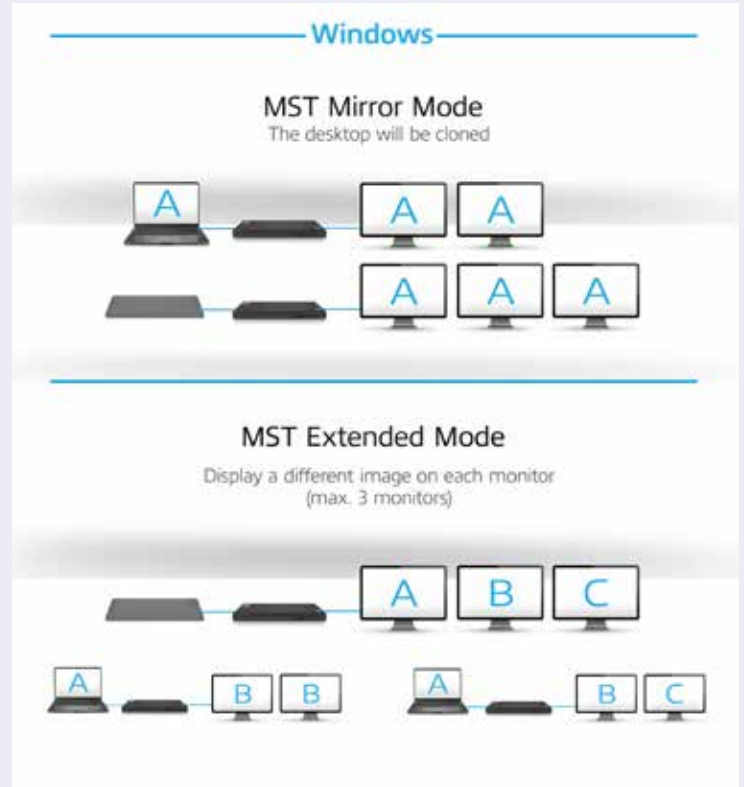 Windows
MST Mirror Mode
The desktop will be cloned
A A A
A A A
MST Extended Mode
Display a different image on each monitor
(max. 3 monitors)
A B C
A B B A B C